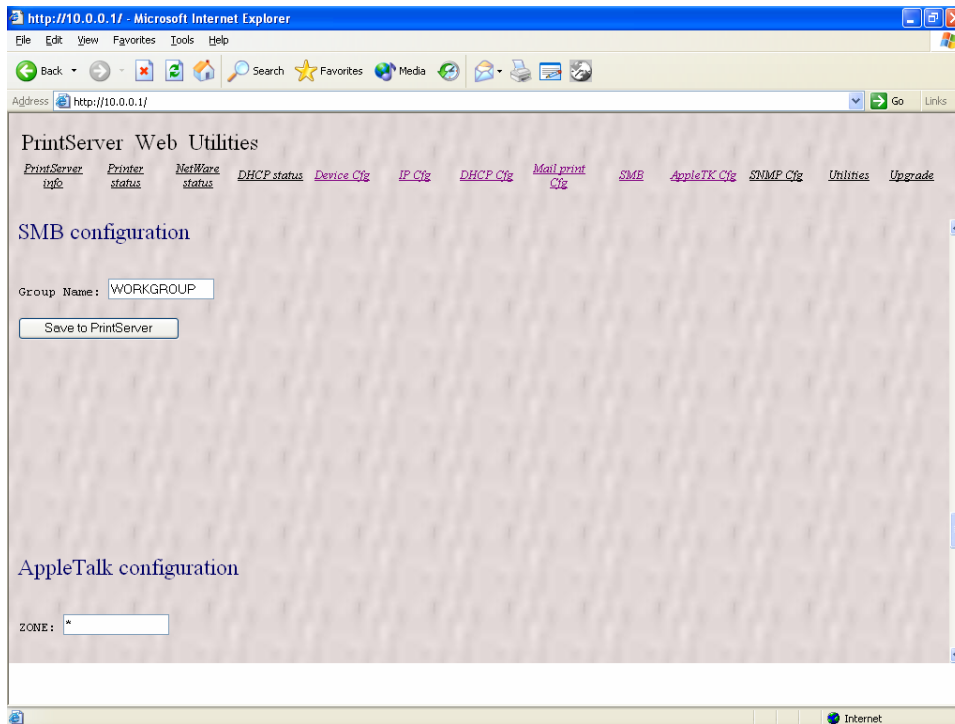 http://10.0.0.1/ - Microsoft Internet Explorer
File Edit View Favorites Tools Help
Back Search Favorites Media
Address http://10.0.0.1/ Go Links
PrintServer Web Utilities
PrintServer info Printer status NetWare status DHCP status Device Cfg IP Cfg DHCP Cfg Mail print Cfg SMB AppleTK Cfg SNMP Cfg Utilities Upgrade
SMB configuration
Group Name: WORKGROUP
Save to PrintServer
AppleTalk configuration
ZONE: *
Internet